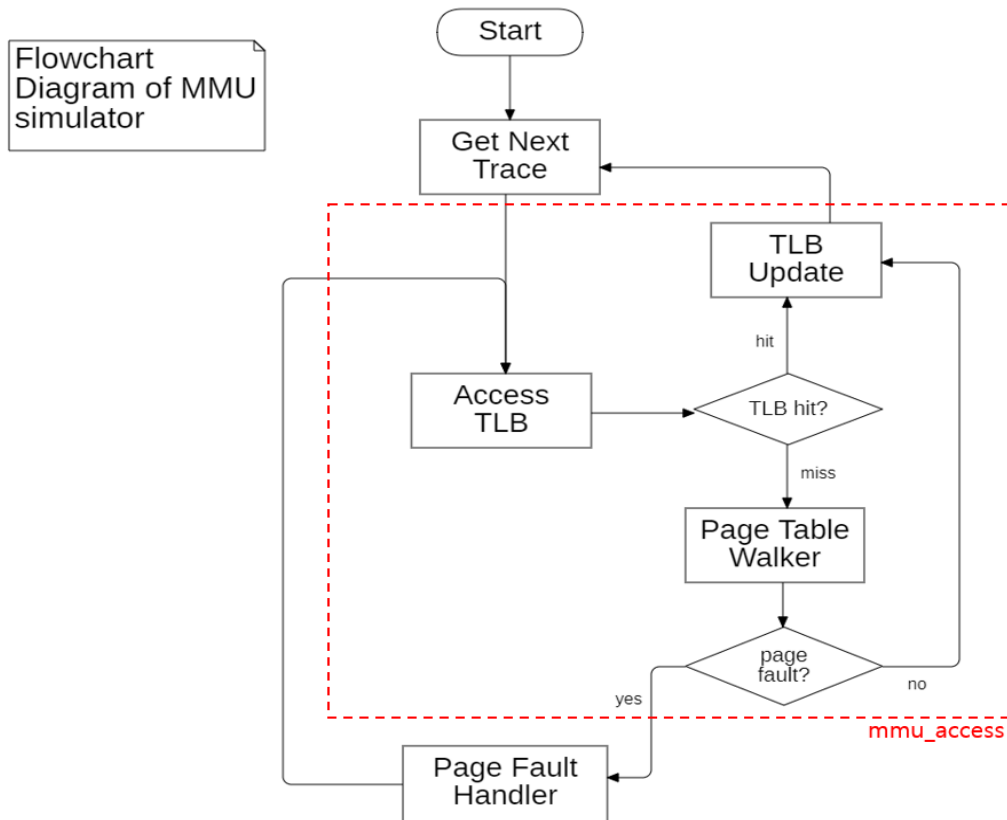 Start
Flowchart
Diagram of MMU
simulator
Get Next
Trace
TLB
Update
hit
Access
TLB
TLB hit?
miss
Page Table
Walker
page
fault?
yes
no
mmu_access
Page Fault
Handler